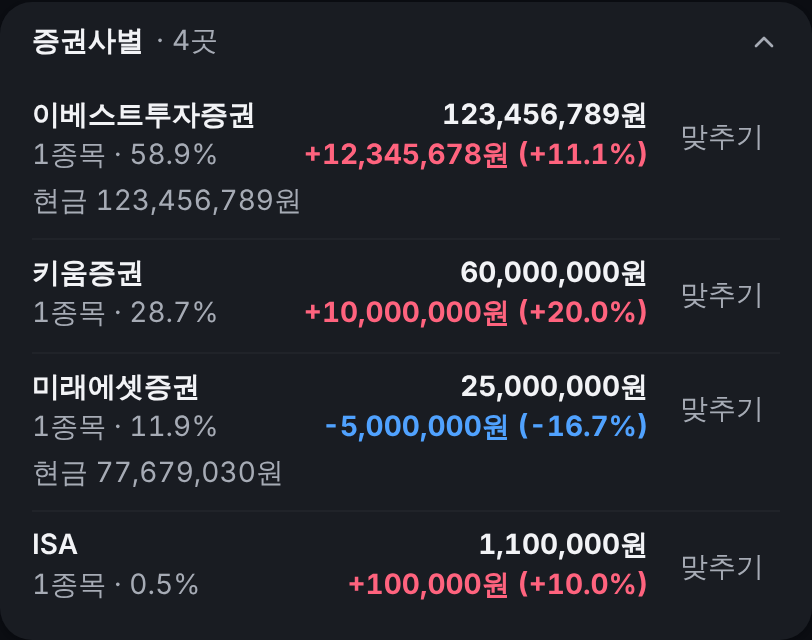 증권사별 · 4곳
이베스트투자증권 123,456,789원
1종목 · 58.9% +12,345,678원 (+11.1%) 맞추기
현금 123,456,789원
키움증권 60,000,000원
1종목 · 28.7% +10,000,000원 (+20.0%) 맞추기
미래에셋증권 25,000,000원
1종목 · 11.9% -5,000,000원 (-16.7%) 맞추기
현금 77,679,030원
ISA 1,100,000원
1종목 · 0.5% +100,000원 (+10.0%) 맞추기